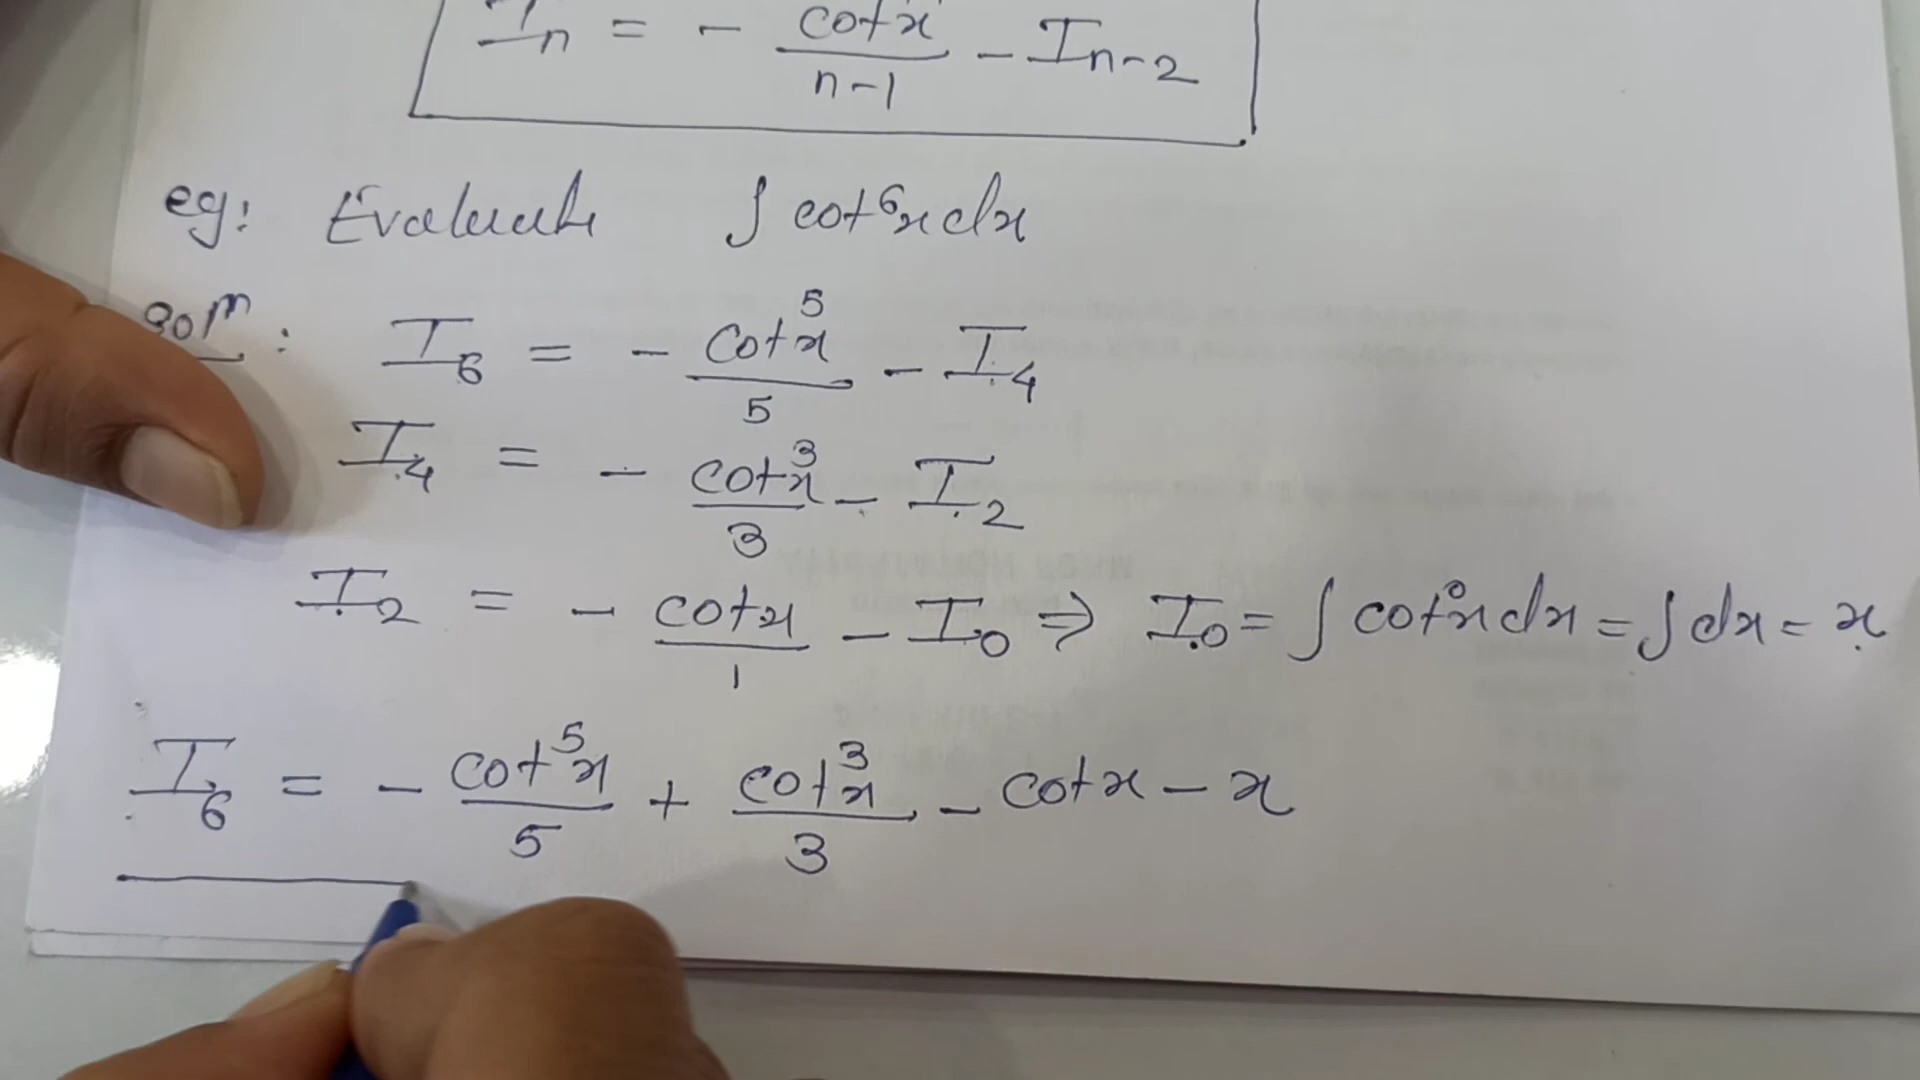 Iₙ = - cot x / n-1 - Iₙ₋₂
eg: Evaluate ∫ cot⁶x dx
Solⁿ: I₆ = - cot⁵x / 5 - I₄
I₄ = - cot³x / 3 - I₂
I₂ = - cot x / 1 - I₀ ⇒ I₀ = ∫ cot⁰x dx = ∫ dx = x
I₆ = - cot⁵x / 5 + cot³x / 3 - cot x - x